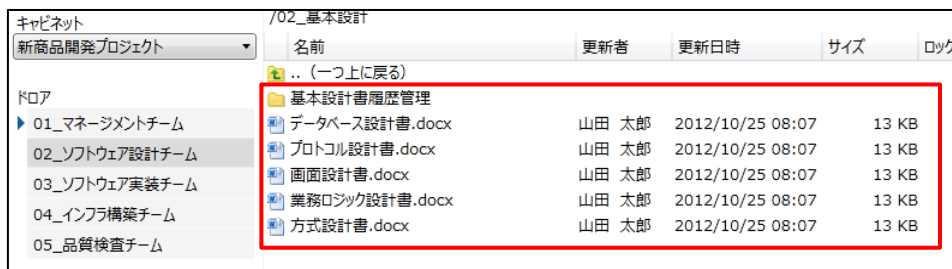 キャビネット
新商品開発プロジェクト
ドロア
01_マネージメントチーム
02_ソフトウェア設計チーム
03_ソフトウェア実装チーム
04_インフラ構築チーム
05_品質検査チーム
/02_基本設計
名前 更新者 更新日時 サイズ ロック
.. (一つ上に戻る)
基本設計書履歴管理
データベース設計書.docx 山田 太郎 2012/10/25 08:07 13 KB
プロトコル設計書.docx 山田 太郎 2012/10/25 08:07 13 KB
画面設計書.docx 山田 太郎 2012/10/25 08:07 13 KB
業務ロジック設計書.docx 山田 太郎 2012/10/25 08:07 13 KB
方式設計書.docx 山田 太郎 2012/10/25 08:07 13 KB